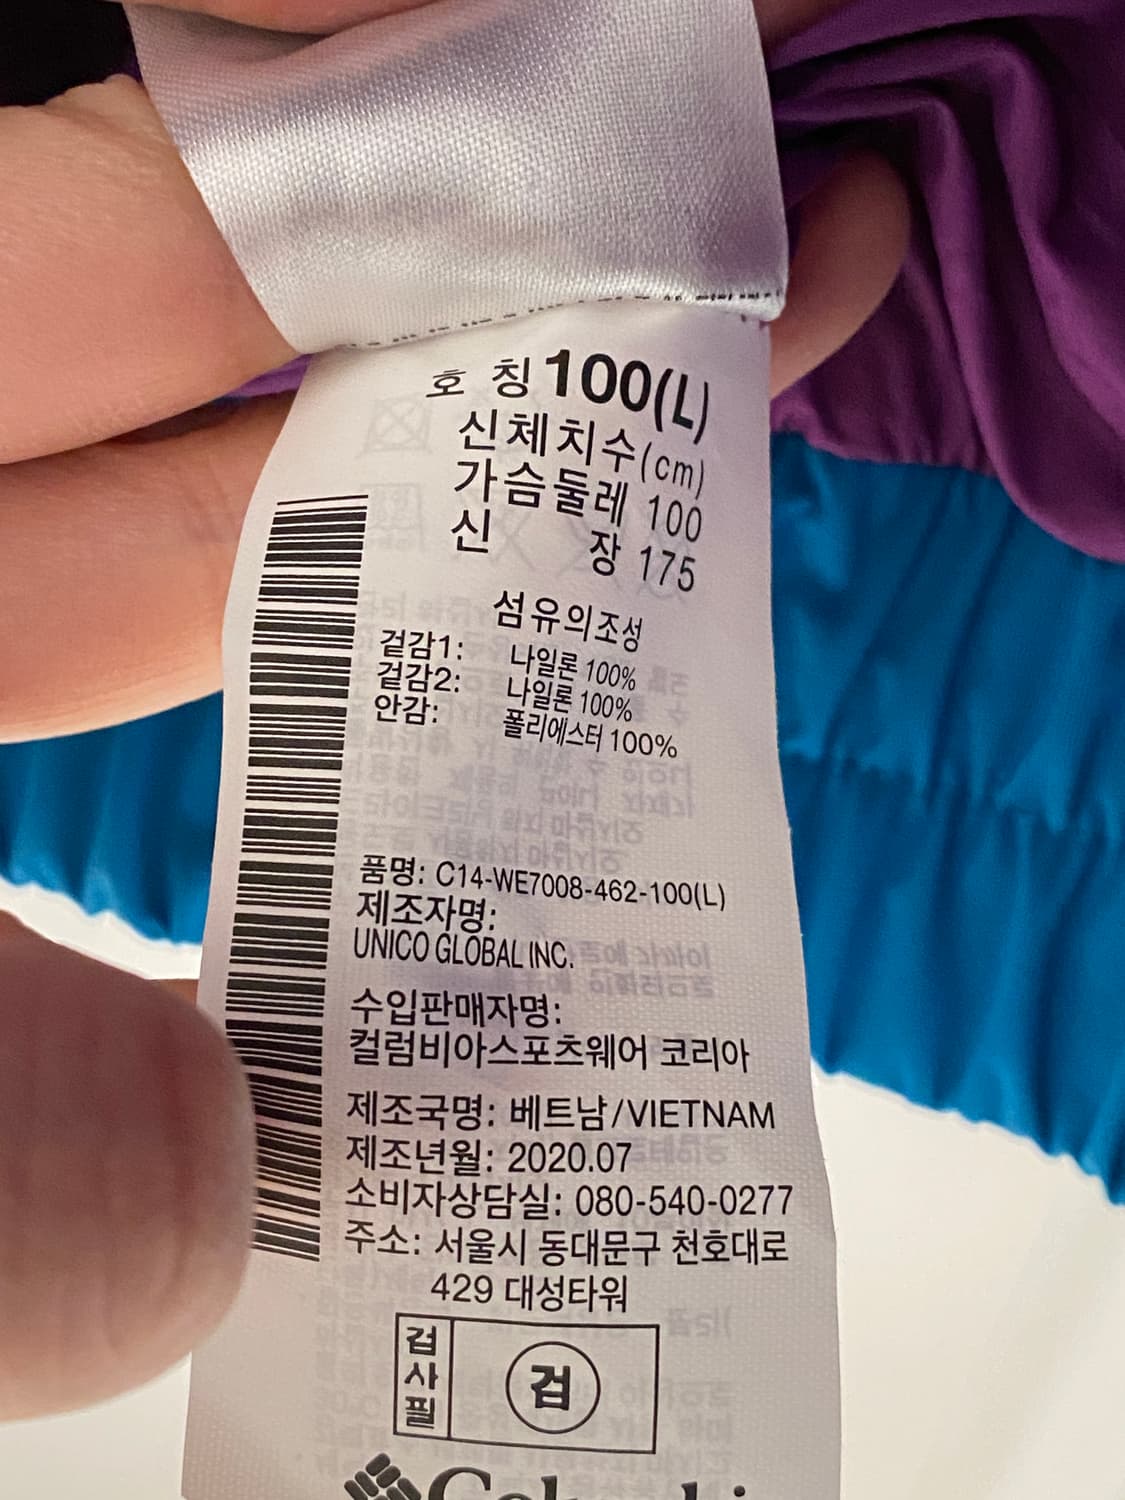 호 칭 100(L)
신체치수(cm)
가슴둘레 100
신 장 175
섬유의조성
겉감1: 나일론 100%
겉감2: 나일론 100%
안감: 폴리에스터 100%
품명: C14-WE7008-462-100(L)
제조자명:
UNICO GLOBAL INC.
수입판매자명:
컬럼비아스포츠웨어 코리아
제조국명: 베트남/VIETNAM
제조년월: 2020.07
소비자상담실: 080-540-0277
주소: 서울시 동대문구 천호대로
429 대성타워
검사필 검
Columbia